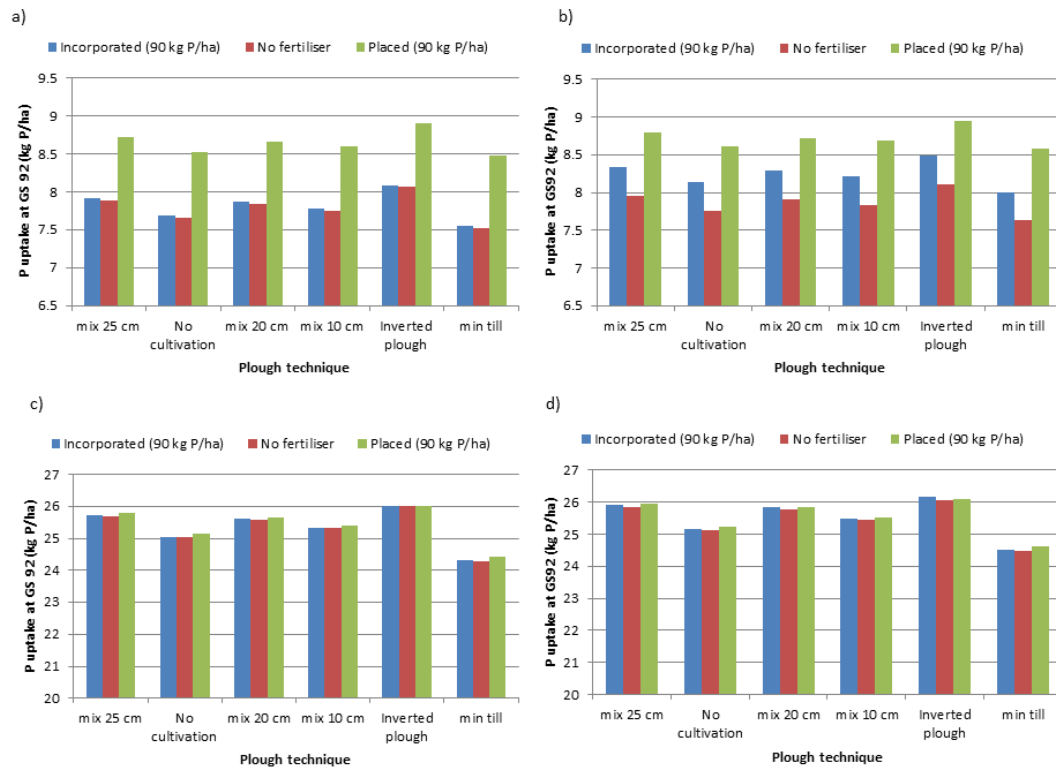 a)
Incorporated (90 kg P/ha) No fertiliser Placed (90 kg P/ha)
P uptake at GS 92 (kg P/ha)
9.5
9
8.5
8
7.5
7
6.5
mix 25 cm No cultivation mix 20 cm mix 10 cm Inverted plough min till
Plough technique
b)
Incorporated (90 kg P/ha) No fertiliser Placed (90 kg P/ha)
P uptake at GS92 (kg P/ha)
9.5
9
8.5
8
7.5
7
6.5
mix 25 cm No cultivation mix 20 cm mix 10 cm Inverted plough min till
Plough technique
c)
Incorporated (90 kg P/ha) No fertiliser Placed (90 kg P/ha)
P uptake at GS 92 (kg P/ha)
27
26
25
24
23
22
21
20
mix 25 cm No cultivation mix 20 cm mix 10 cm Inverted plough min till
Plough technique
d)
Incorporated (90 kg P/ha) No fertiliser Placed (90 kg P/ha)
P uptake at GS92 (kg P/ha)
27
26
25
24
23
22
21
20
mix 25 cm No cultivation mix 20 cm mix 10 cm Inverted plough min till
Plough technique